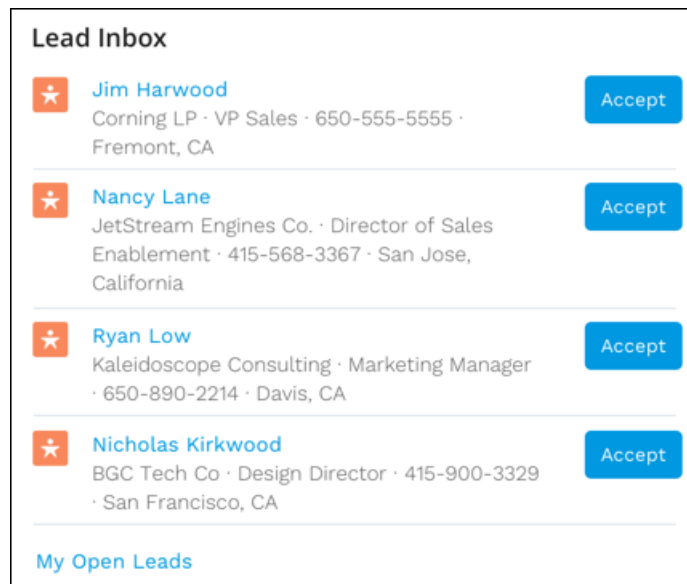 Lead Inbox
Jim Harwood
Accept
Corning LP · VP Sales · 650-555-5555 ·
Fremont, CA
Nancy Lane
Accept
JetStream Engines Co. · Director of Sales
Enablement · 415-568-3367 · San Jose,
California
Ryan Low
Accept
Kaleidoscope Consulting · Marketing Manager
· 650-890-2214 · Davis, CA
Nicholas Kirkwood
Accept
BGC Tech Co · Design Director · 415-900-3329
· San Francisco, CA
My Open Leads